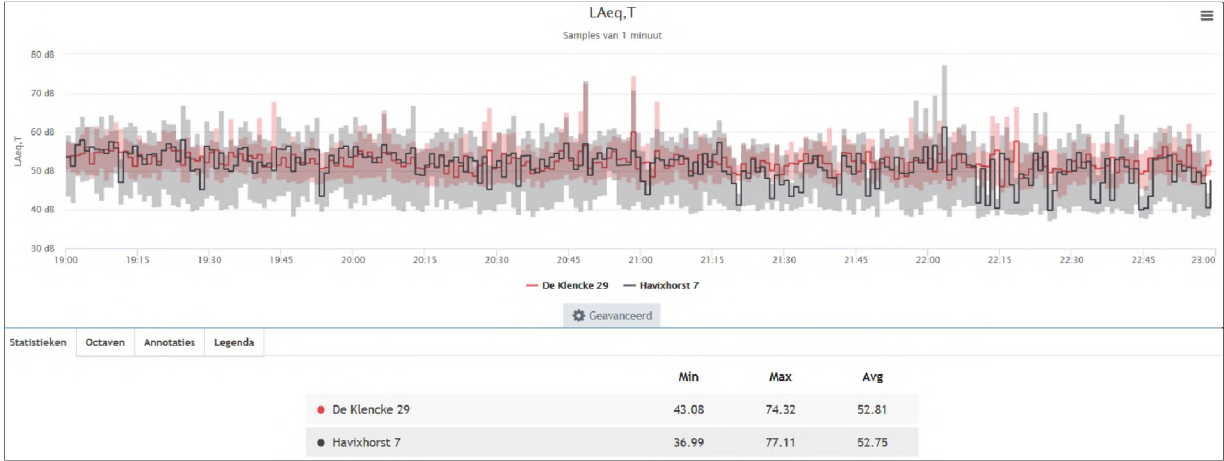 LAeq,T
Samples van 1 minuut
80 dB
70 dB
60 dB
50 dB
40 dB
30 dB
LAeq,T
19:00 19:15 19:30 19:45 20:00 20:15 20:30 20:45 21:00 21:15 21:30 21:45 22:00 22:15 22:30 22:45 23:00
De Klencke 29 Havixhorst 7
Geavanceerd
Statistieken Octaven Annotaties Legenda
Min Max Avg
De Klencke 29 43.08 74.32 52.81
Havixhorst 7 36.99 77.11 52.75